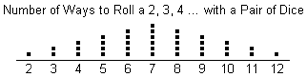 Number of Ways to Roll a 2, 3, 4 ... with a Pair of Dice
2 3 4 5 6 7 8 9 10 11 12